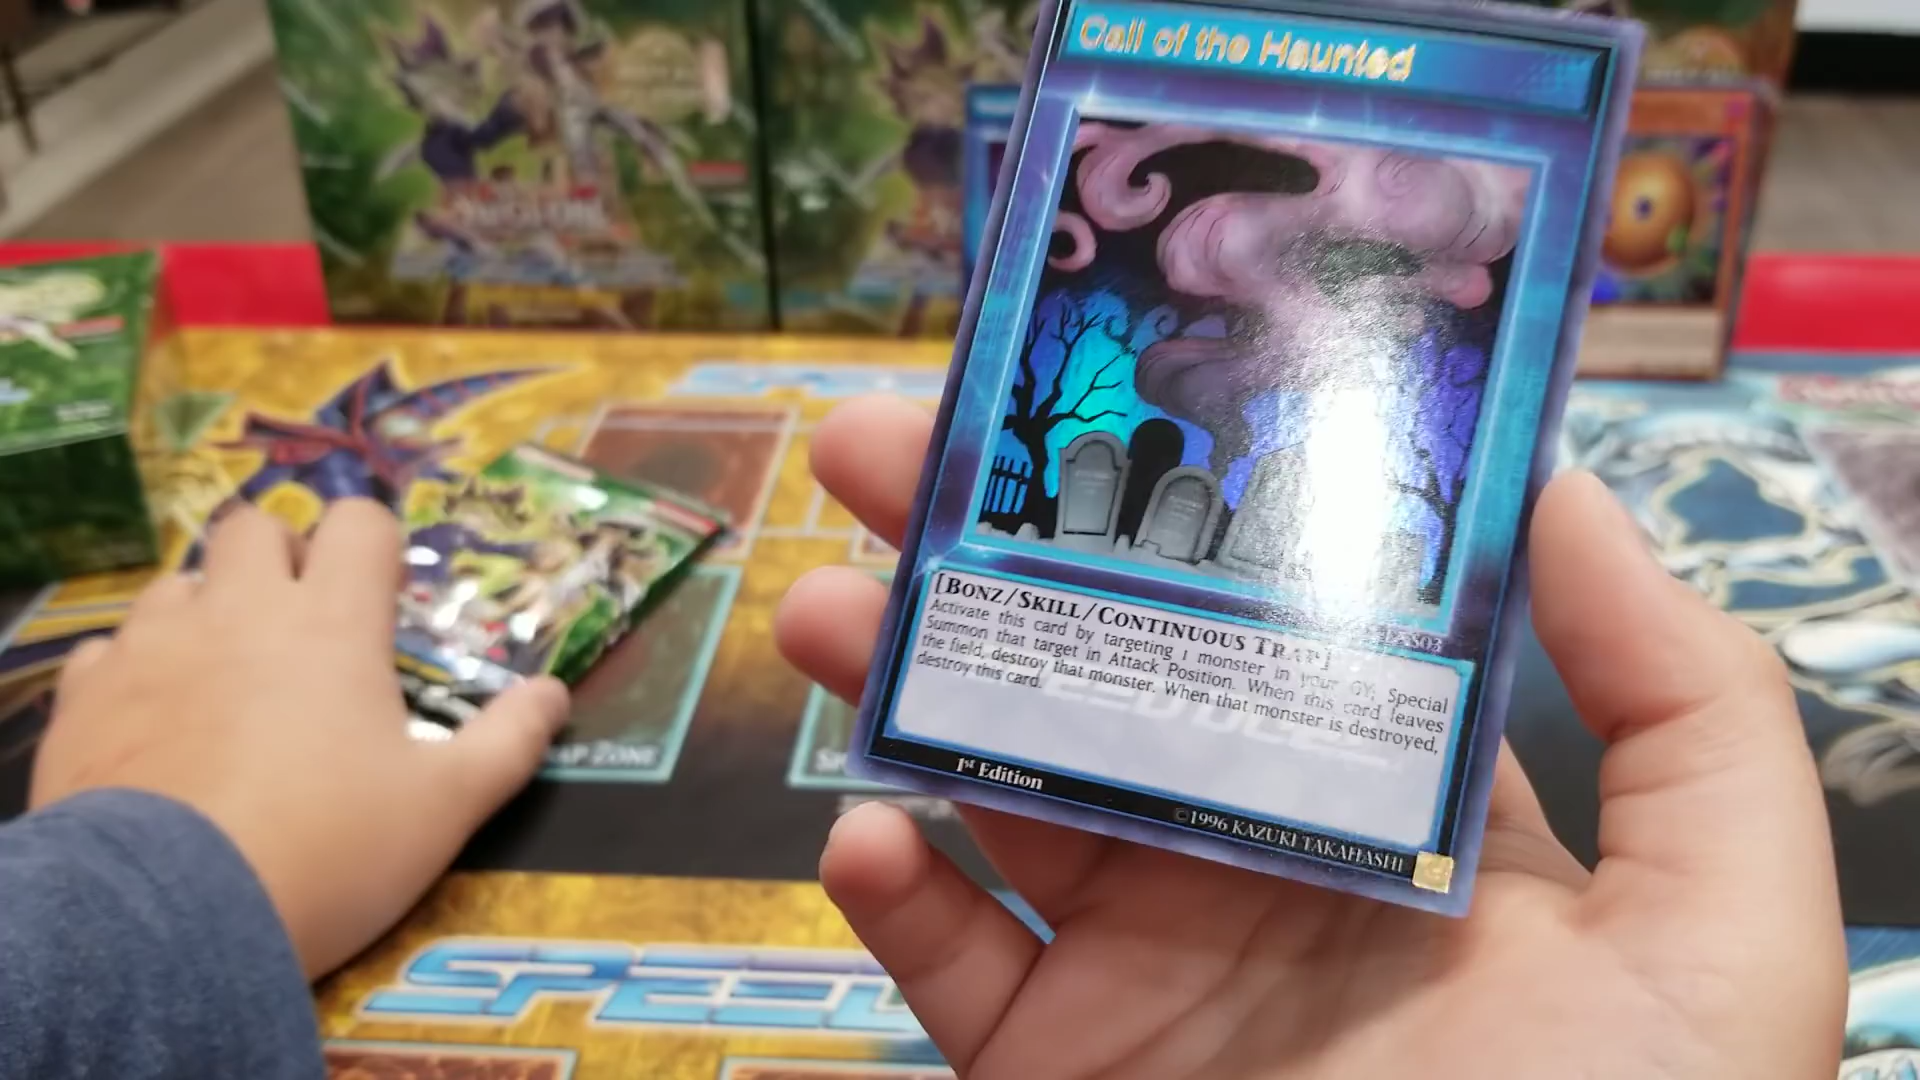 Call of the Haunted
[BONZ/SKILL/CONTINUOUS TRAP]
Activate this card by targeting 1 monster in your GY; Special
Summon that target in Attack Position. When this card leaves
the field, destroy that monster. When that monster is destroyed,
destroy this card.
1st Edition
©1996 KAZUKI TAKAHASHI
ZONE
SPEED